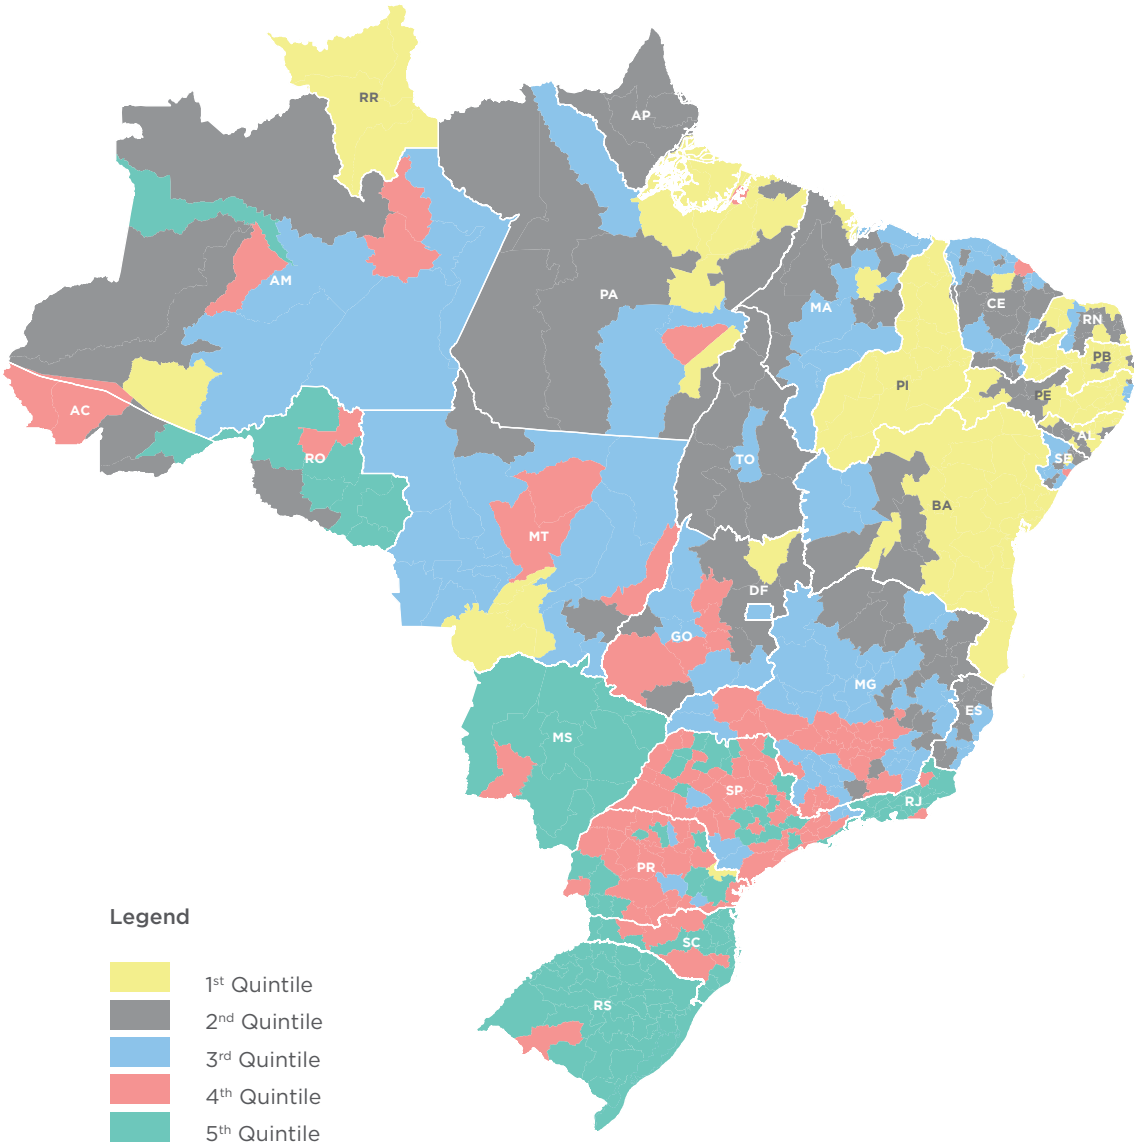 RR
AP
AM
PA
MA
CE
RN
PB
PI
PE
AC
AL
RO
TO
SE
BA
MT
DF
GO
MG
ES
MS
SP
RJ
PR
SC
RS
Legend
1st Quintile
2nd Quintile
3rd Quintile
4th Quintile
5th Quintile